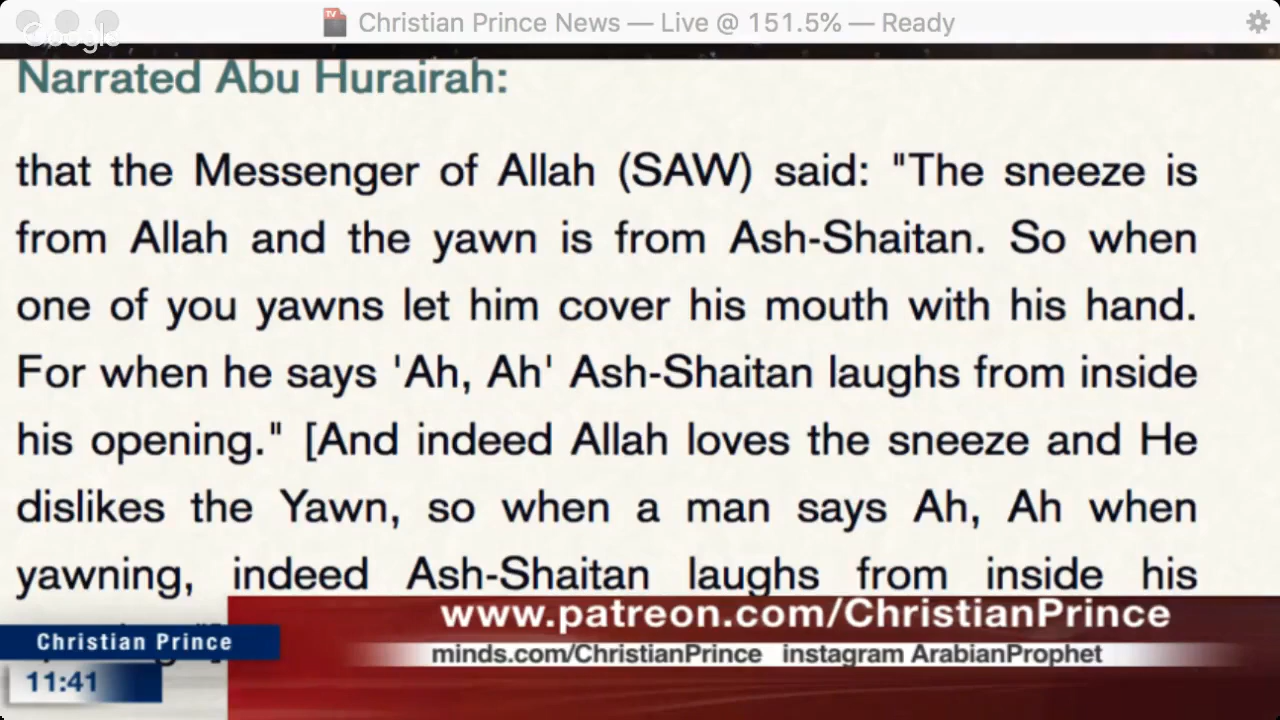 Christian Prince News — Live @ 151.5% — Ready
Google
Narrated Abu Hurairah:
that the Messenger of Allah (SAW) said: "The sneeze is
from Allah and the yawn is from Ash-Shaitan. So when
one of you yawns let him cover his mouth with his hand.
For when he says 'Ah, Ah' Ash-Shaitan laughs from inside
his opening." [And indeed Allah loves the sneeze and He
dislikes the Yawn, so when a man says Ah, Ah when
yawning, indeed Ash-Shaitan laughs from inside his
www.patreon.com/ChristianPrince
Christian Prince
minds.com/ChristianPrince instagram ArabianProphet
11:41